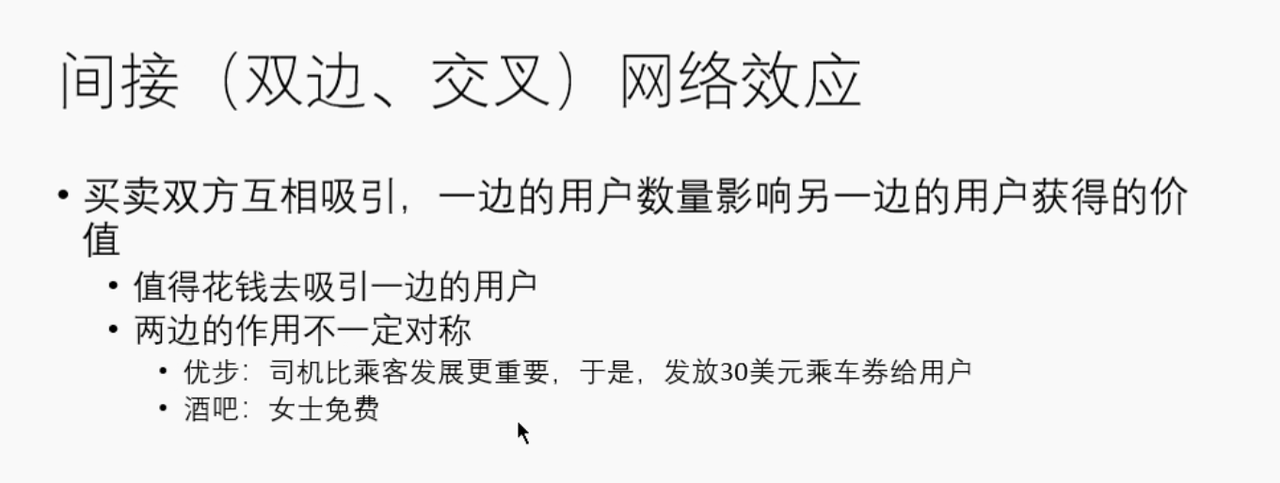 间接（双边、交叉）网络效应
• 买卖双方互相吸引，一边的用户数量影响另一边的用户获得的价
值
• 值得花钱去吸引一边的用户
• 两边的作用不一定对称
• 优步：司机比乘客发展更重要，于是，发放30美元乘车券给用户
• 酒吧：女士免费